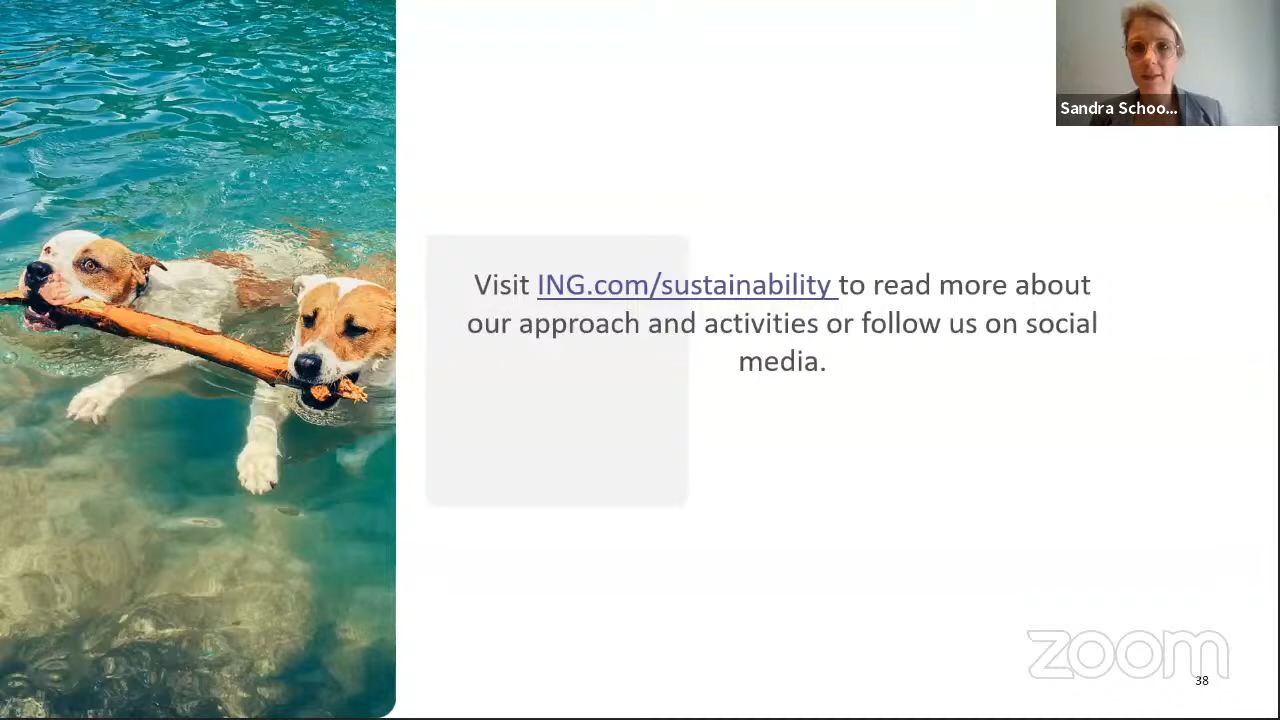 Sandra Schoo...
Visit ING.com/sustainability to read more about
our approach and activities or follow us on social
media.
zoom
38